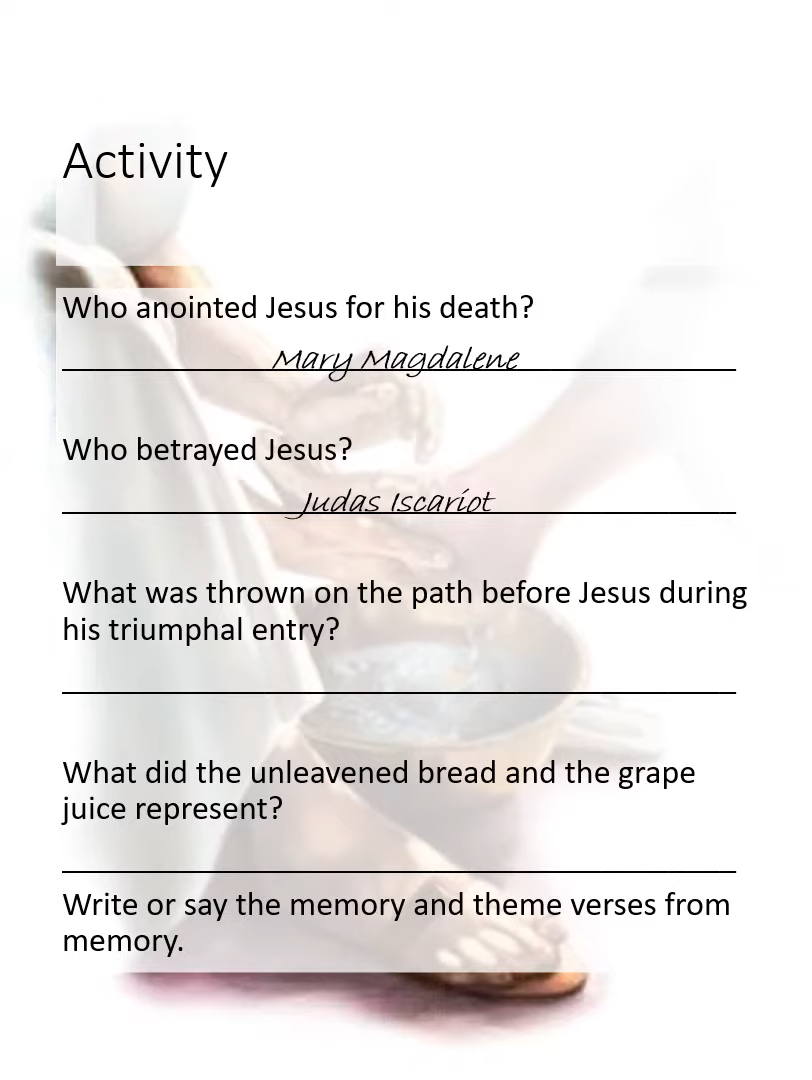 Activity
Who anointed Jesus for his death?
Mary Magdalene
Who betrayed Jesus?
Judas Iscariot
What was thrown on the path before Jesus during
his triumphal entry?
What did the unleavened bread and the grape
juice represent?
Write or say the memory and theme verses from
memory.